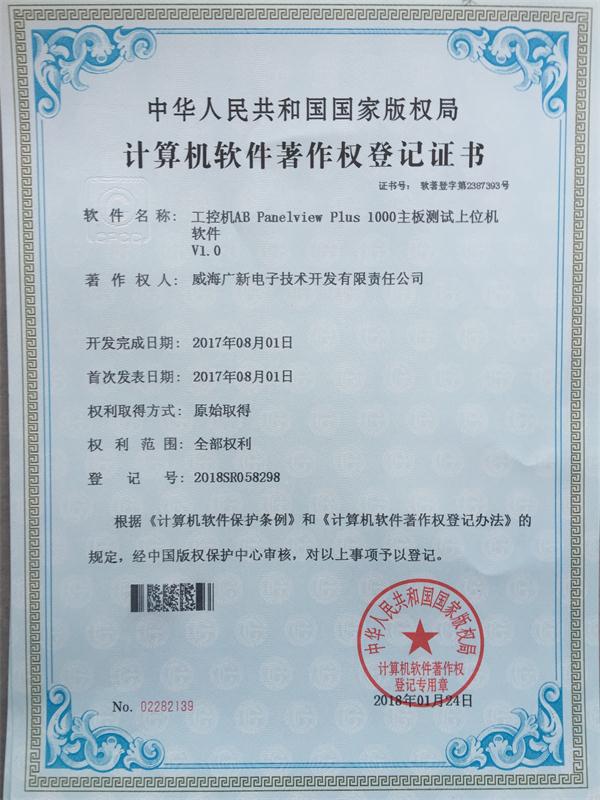 中华人民共和国国家版权局
计算机软件著作权登记证书
证书号: 软著登字第2387393号
软件名称: 工控机AB Panelview Plus 1000主板测试上位机
软件
V1.0
著作权人: 威海广新电子技术开发有限责任公司
开发完成日期: 2017年08月01日
首次发表日期: 2017年08月01日
权利取得方式: 原始取得
权利范围: 全部权利
登记号: 2018SR058298
根据《计算机软件保护条例》和《计算机软件著作权登记办法》的
规定，经中国版权保护中心审核，对以上事项予以登记。
中华人民共和国国家版权局
计算机软件著作权
登记专用章
No. 02282139
2018年01月24日
CPCC